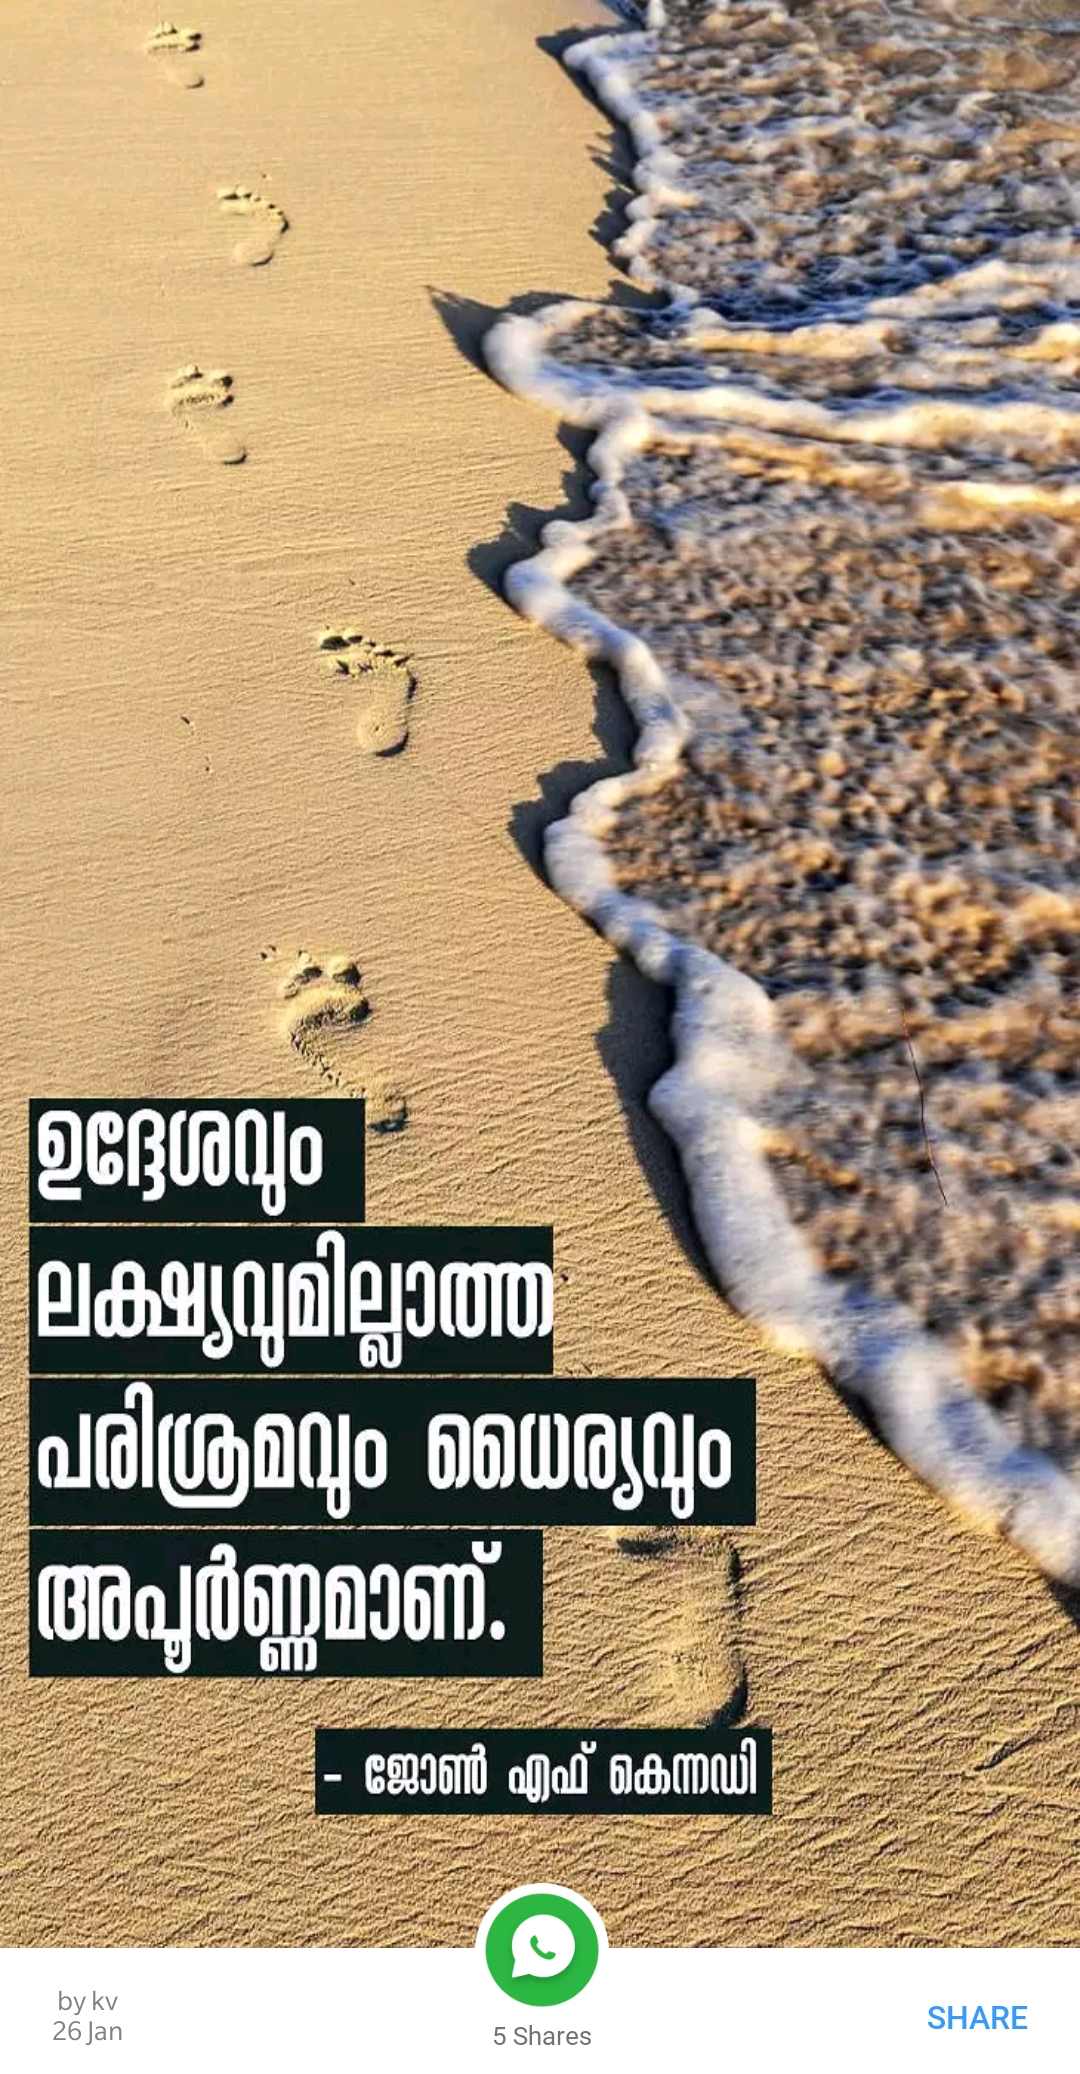 ഉദ്ദേശവും
ലക്ഷ്യവുമില്ലാത്ത
പരിശ്രമവും ധൈര്യവും
അപൂർണ്ണമാണ്.
- ജോൺ എഫ് കെന്നഡി
by kv
26 Jan
5 Shares
SHARE